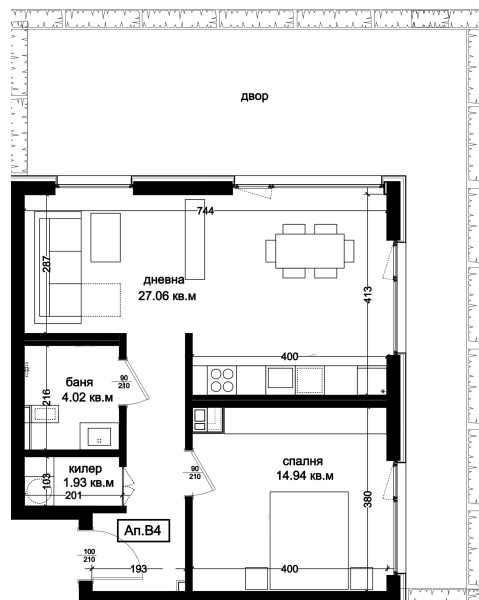 двор
744
287
дневна
27.06 кв.м
413
400
90
210
баня
4.02 кв.м
216
килер
1.93 кв.м
103
201
90
210
спалня
14.94 кв.м
380
Ап.В4
100
210
193
400